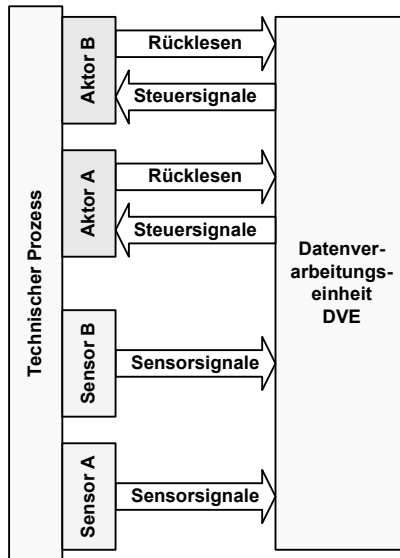 Technischer Prozess
Aktor B
Rücklesen
Steuersignale
Aktor A
Rücklesen
Steuersignale
Sensor B
Sensorsignale
Sensor A
Sensorsignale
Datenver-
arbeitungs-
einheit
DVE